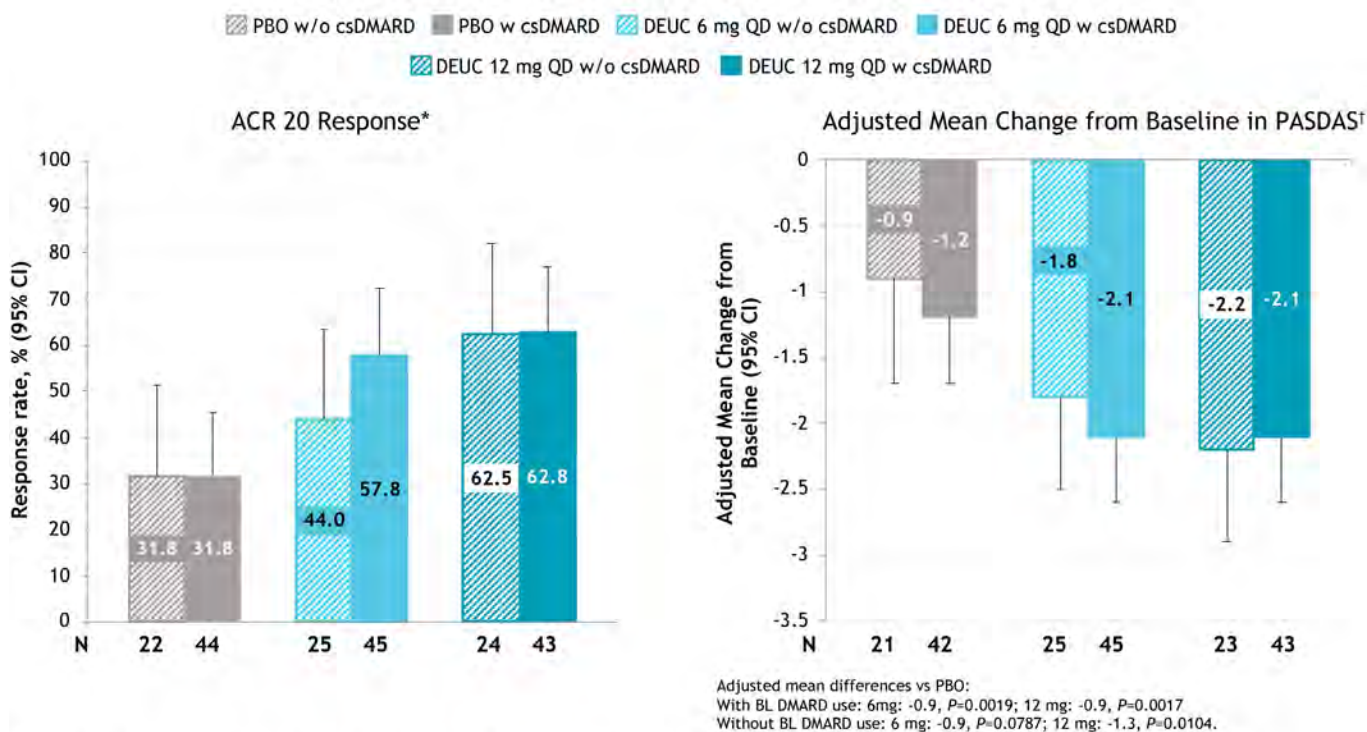 PBO w/o csDMARD PBO w csDMARD DEUC 6 mg QD w/o csDMARD DEUC 6 mg QD w csDMARD
DEUC 12 mg QD w/o csDMARD DEUC 12 mg QD w csDMARD
ACR 20 Response*
Response rate, % (95% CI)
100
90
80
70
60
50
40
30
20
10
0
31.8 31.8 44.0 57.8 62.5 62.8
N 22 44 25 45 24 43
Adjusted Mean Change from Baseline in PASDAS†
Adjusted Mean Change from
Baseline (95% CI)
0
-0.5
-1
-1.5
-2
-2.5
-3
-3.5
-0.9 -1.2 -1.8 -2.1 -2.2 -2.1
N 21 42 25 45 23 43
Adjusted mean differences vs PBO:
With BL DMARD use: 6mg: -0.9, P=0.0019; 12 mg: -0.9, P=0.0017
Without BL DMARD use: 6 mg: -0.9, P=0.0787; 12 mg: -1.3, P=0.0104.